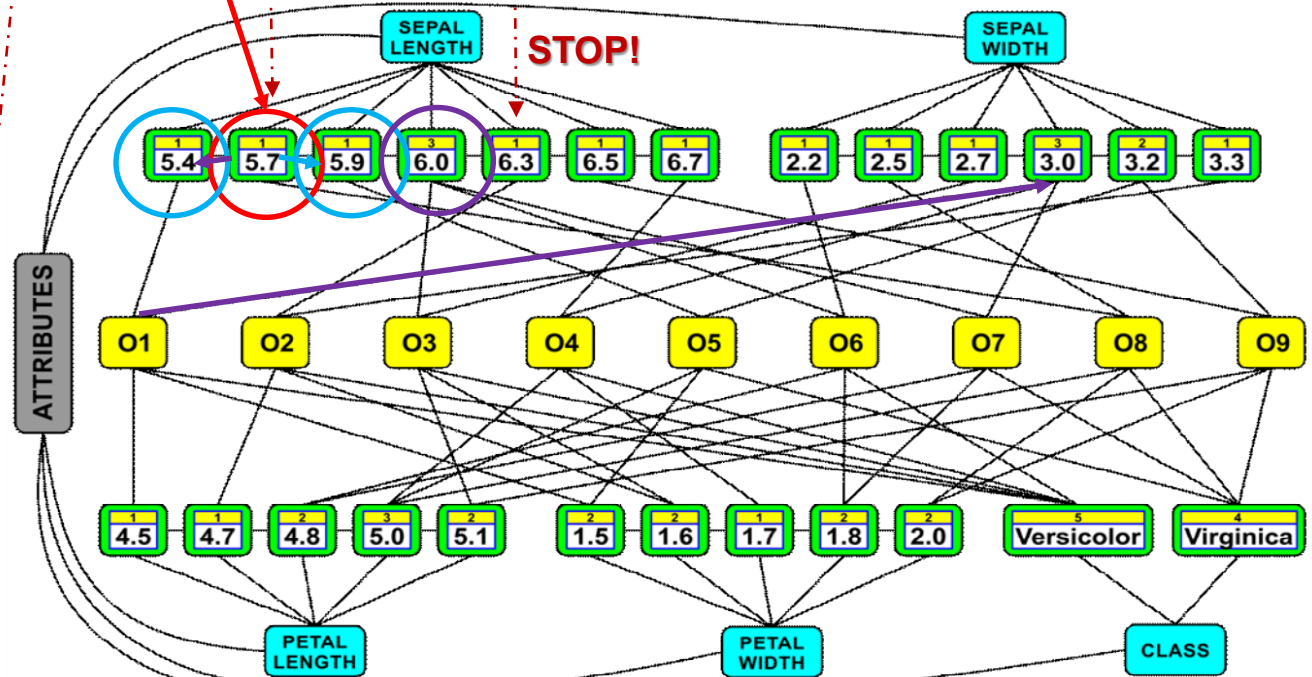 SEPAL
LENGTH
STOP!
SEPAL
WIDTH
1 1 1 3 1 1 1
5.4 5.7 5.9 6.0 6.3 6.5 6.7
1 1 1 3 2 1
2.2 2.5 2.7 3.0 3.2 3.3
ATTRIBUTES
O1 O2 O3 O4 O5 O6 O7 O8 O9
1 1 2 3 2
4.5 4.7 4.8 5.0 5.1
2 2 1 2 2
1.5 1.6 1.7 1.8 2.0
5 4
Versicolor Virginica
PETAL
LENGTH
PETAL
WIDTH
CLASS